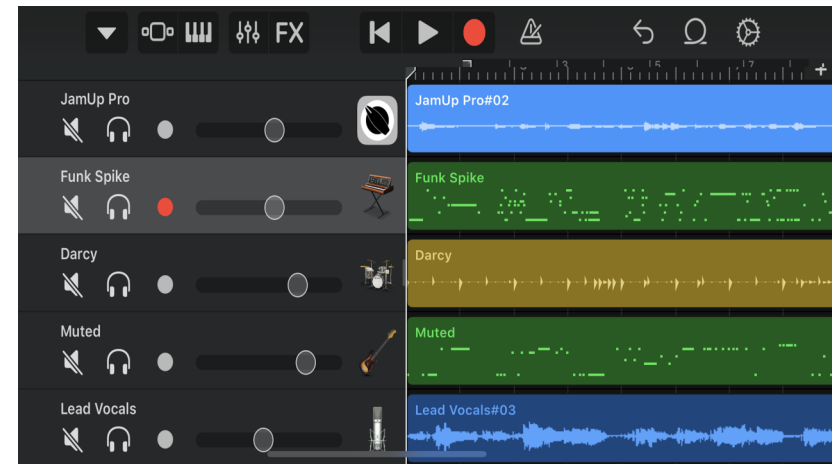 FX
JamUp Pro
JamUp Pro#02
Funk Spike
Funk Spike
Darcy
Darcy
Muted
Muted
Lead Vocals
Lead Vocals#03